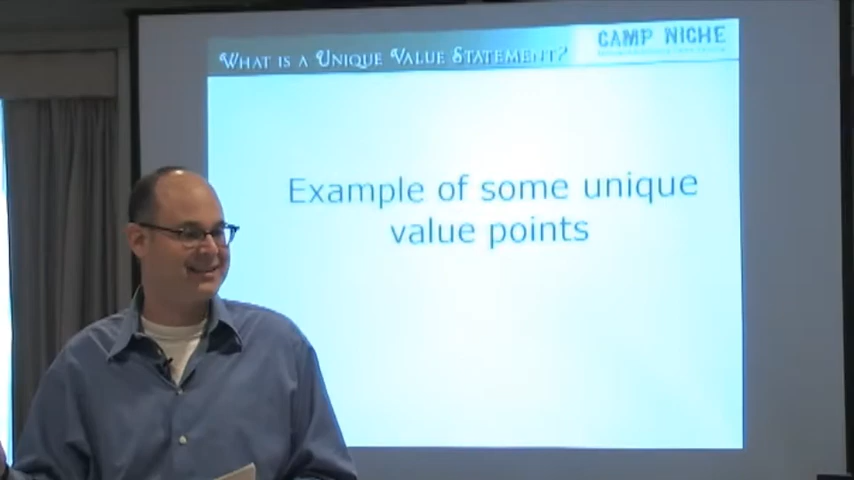 What is a Unique Value Statement?
CAMP NICHE
Example of some unique
value points